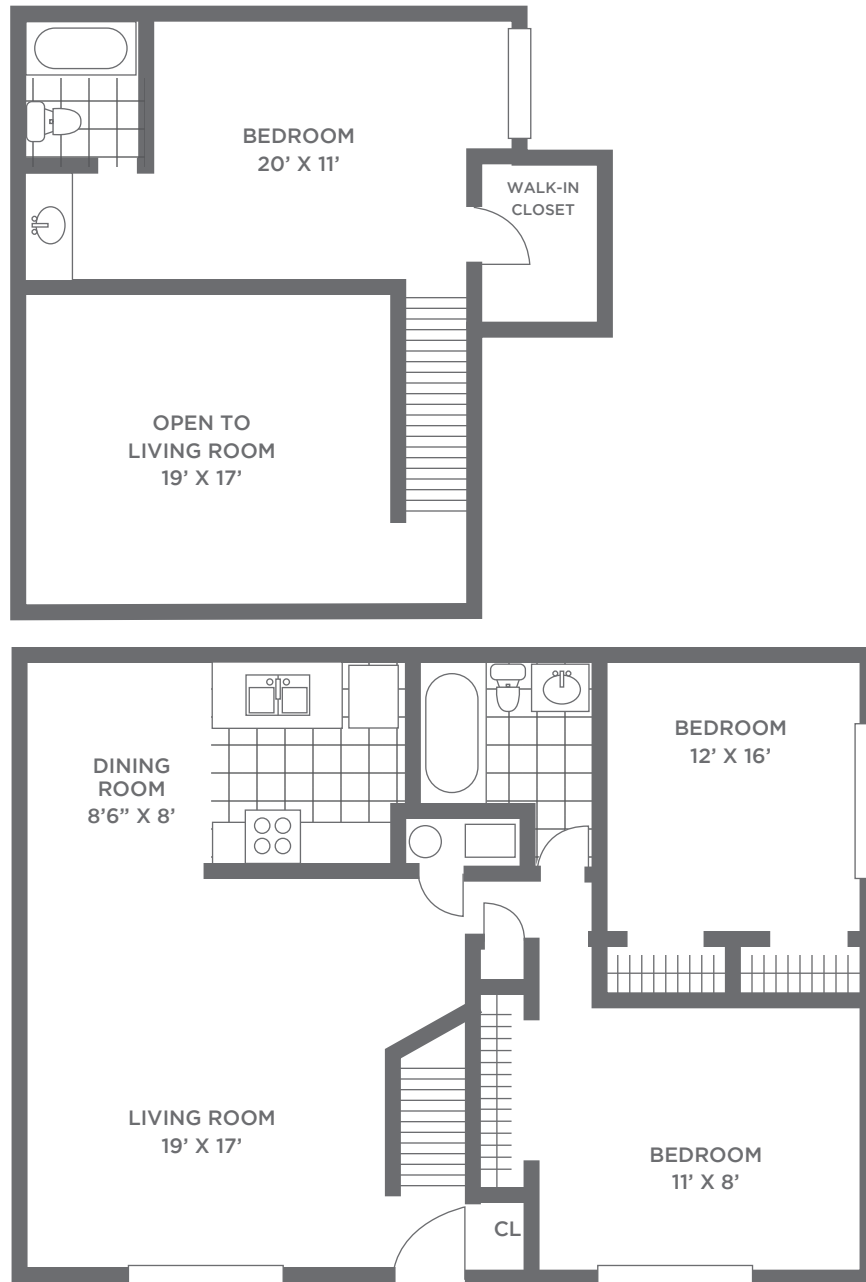 BEDROOM
20’ X 11’
WALK-IN
CLOSET
OPEN TO
LIVING ROOM
19’ X 17’
DINING
ROOM
8’6” X 8’
BEDROOM
12’ X 16’
LIVING ROOM
19’ X 17’
BEDROOM
11’ X 8’
CL